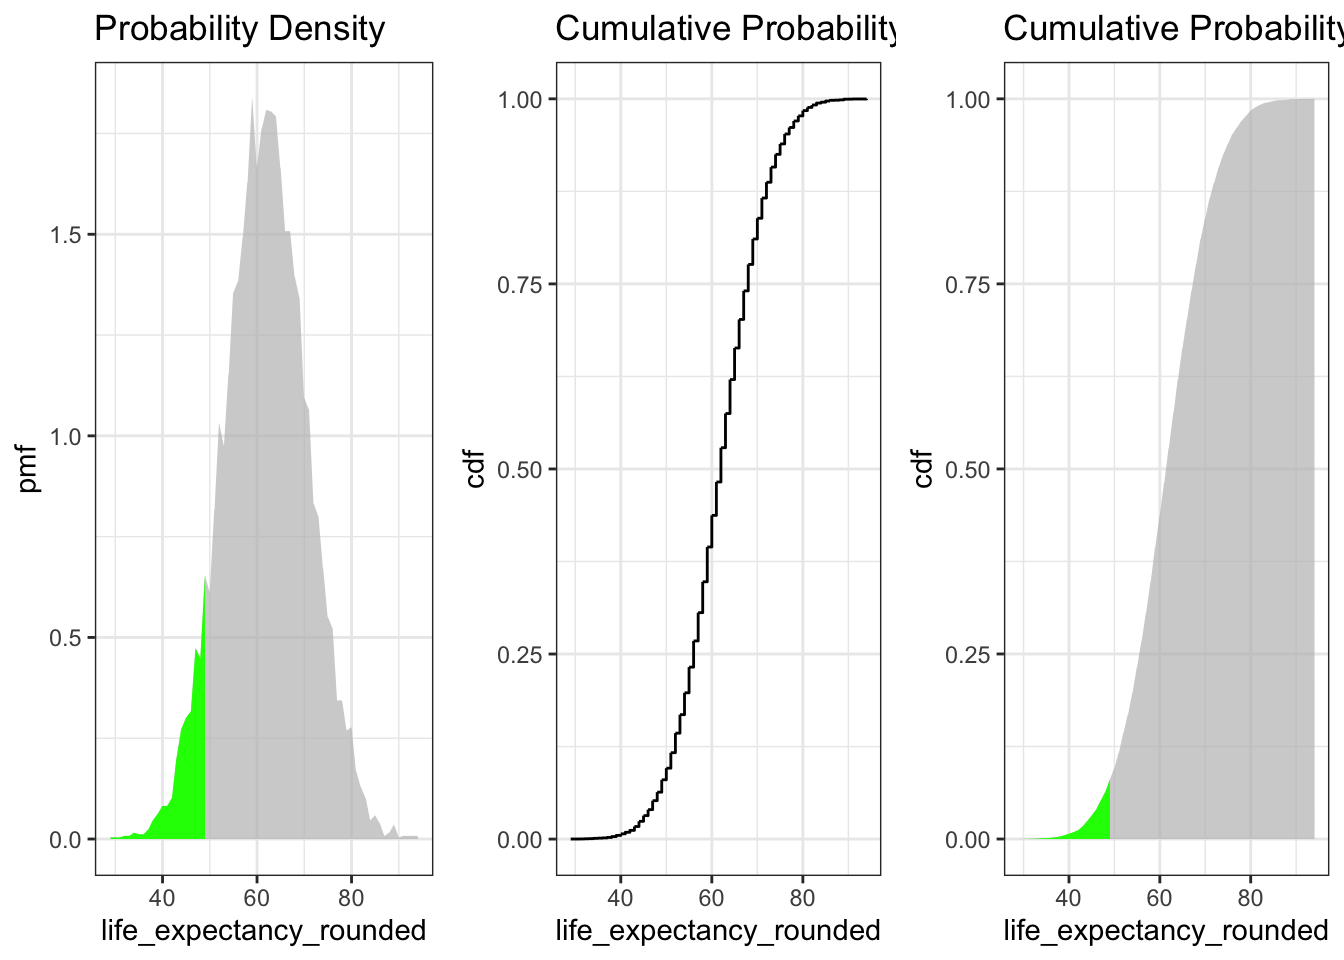 Probability Density
pmf
1.5
1.0
0.5
0.0
40 60 80
life_expectancy_rounded
Cumulative Probability
cdf
1.00
0.75
0.50
0.25
0.00
40 60 80
life_expectancy_rounded
Cumulative Probability
cdf
1.00
0.75
0.50
0.25
0.00
40 60 80
life_expectancy_rounded